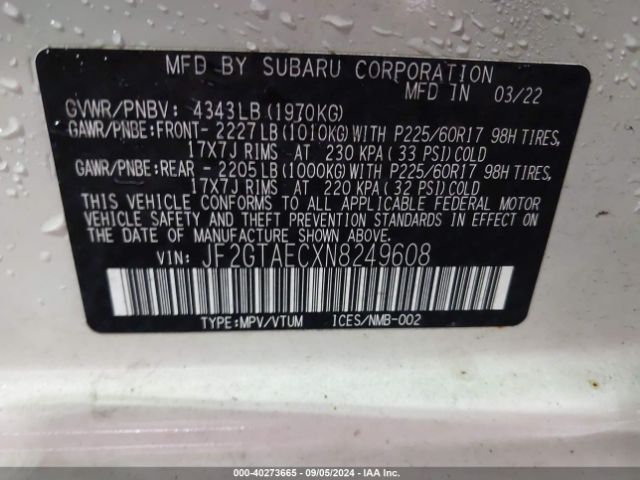 MFD BY SUBARU CORPORATION
MFD IN 03/22
GVWR/PNBV: 4343LB (1970KG)
GAWR/PNBE:FRONT- 2227LB(1010KG)WITH P225/60R17 98H TIRES,
17X7J RIMS AT 230 KPA(33 PSI)COLD
GAWR/PNBE:REAR - 2205LB(1000KG)WITH P225/60R17 98H TIRES,
17X7J RIMS AT 220 KPA(32 PSI)COLD
THIS VEHICLE CONFORMS TO ALL APPLICABLE FEDERAL MOTOR
VEHICLE SAFETY AND THEFT PREVENTION STANDARDS IN EFFECT ON
THE DATE OF MANUFACTURE SHOWN ABOVE.
VIN: JF2GTAECXN8249608
TYPE:MPV/VTUM ICES/NMB-002
000-40273665 - 09/05/2024 - IAA Inc.